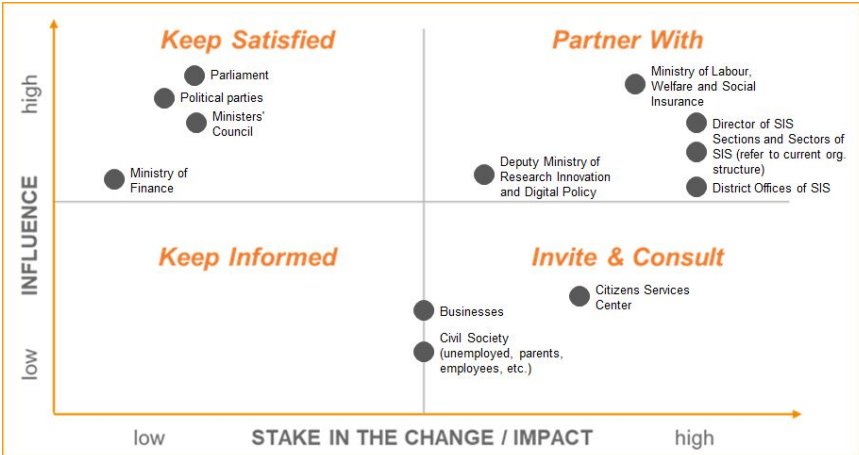 Keep Satisfied
Partner With
Parliament
Political parties
Ministers'
Council
Ministry of
Finance
Ministry of Labour,
Welfare and Social
Insurance
Director of SIS
Sections and Sectors of
SIS (refer to current org.
structure)
District Offices of SIS
Deputy Ministry of
Research Innovation
and Digital Policy
high
INFLUENCE
low
Keep Informed
Invite & Consult
Citizens Services
Center
Businesses
Civil Society
(unemployed, parents,
employees, etc.)
low
STAKE IN THE CHANGE / IMPACT
high